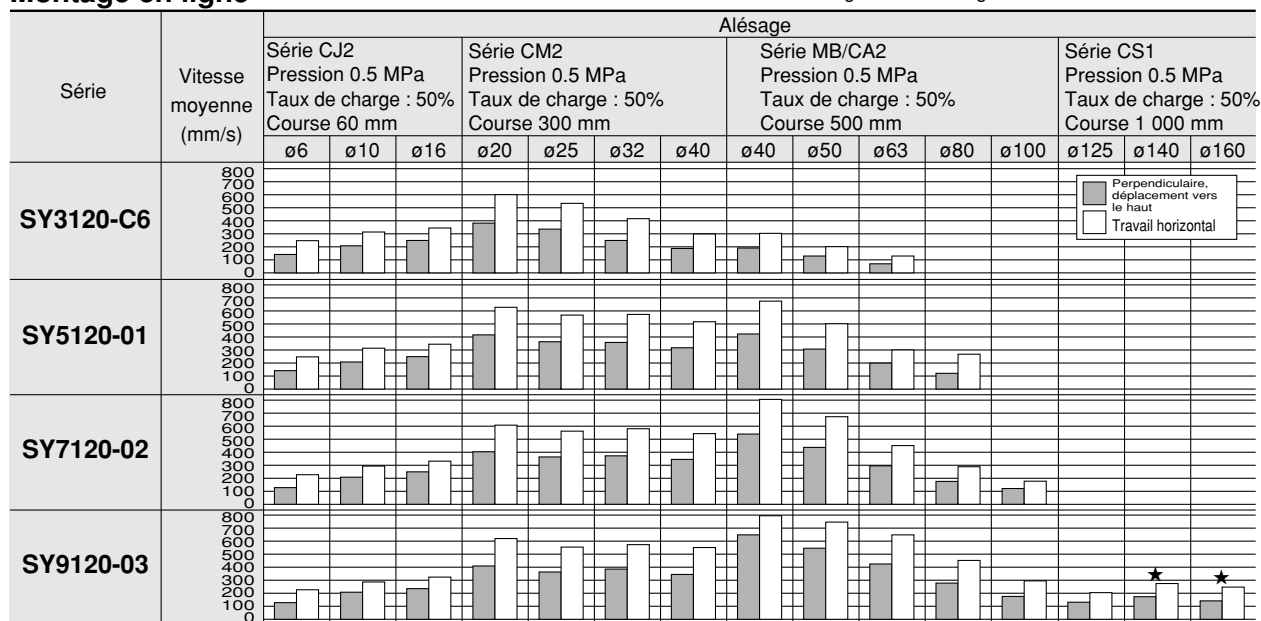 Alésage
Série
Vitesse
moyenne
(mm/s)
Série CJ2
Pression 0.5 MPa
Taux de charge : 50%
Course 60 mm
Série CM2
Pression 0.5 MPa
Taux de charge : 50%
Course 300 mm
Série MB/CA2
Pression 0.5 MPa
Taux de charge : 50%
Course 500 mm
Série CS1
Pression 0.5 MPa
Taux de charge : 50%
Course 1 000 mm
ø6 ø10 ø16 ø20 ø25 ø32 ø40 ø40 ø50 ø63 ø80 ø100 ø125 ø140 ø160
SY3120-C6
800
700
600
500
400
300
200
100
0
Perpendiculaire,
déplacement vers
le haut
Travail horizontal
SY5120-01
800
700
600
500
400
300
200
100
0
SY7120-02
800
700
600
500
400
300
200
100
0
SY9120-03
800
700
600
500
400
300
200
100
0
★ ★